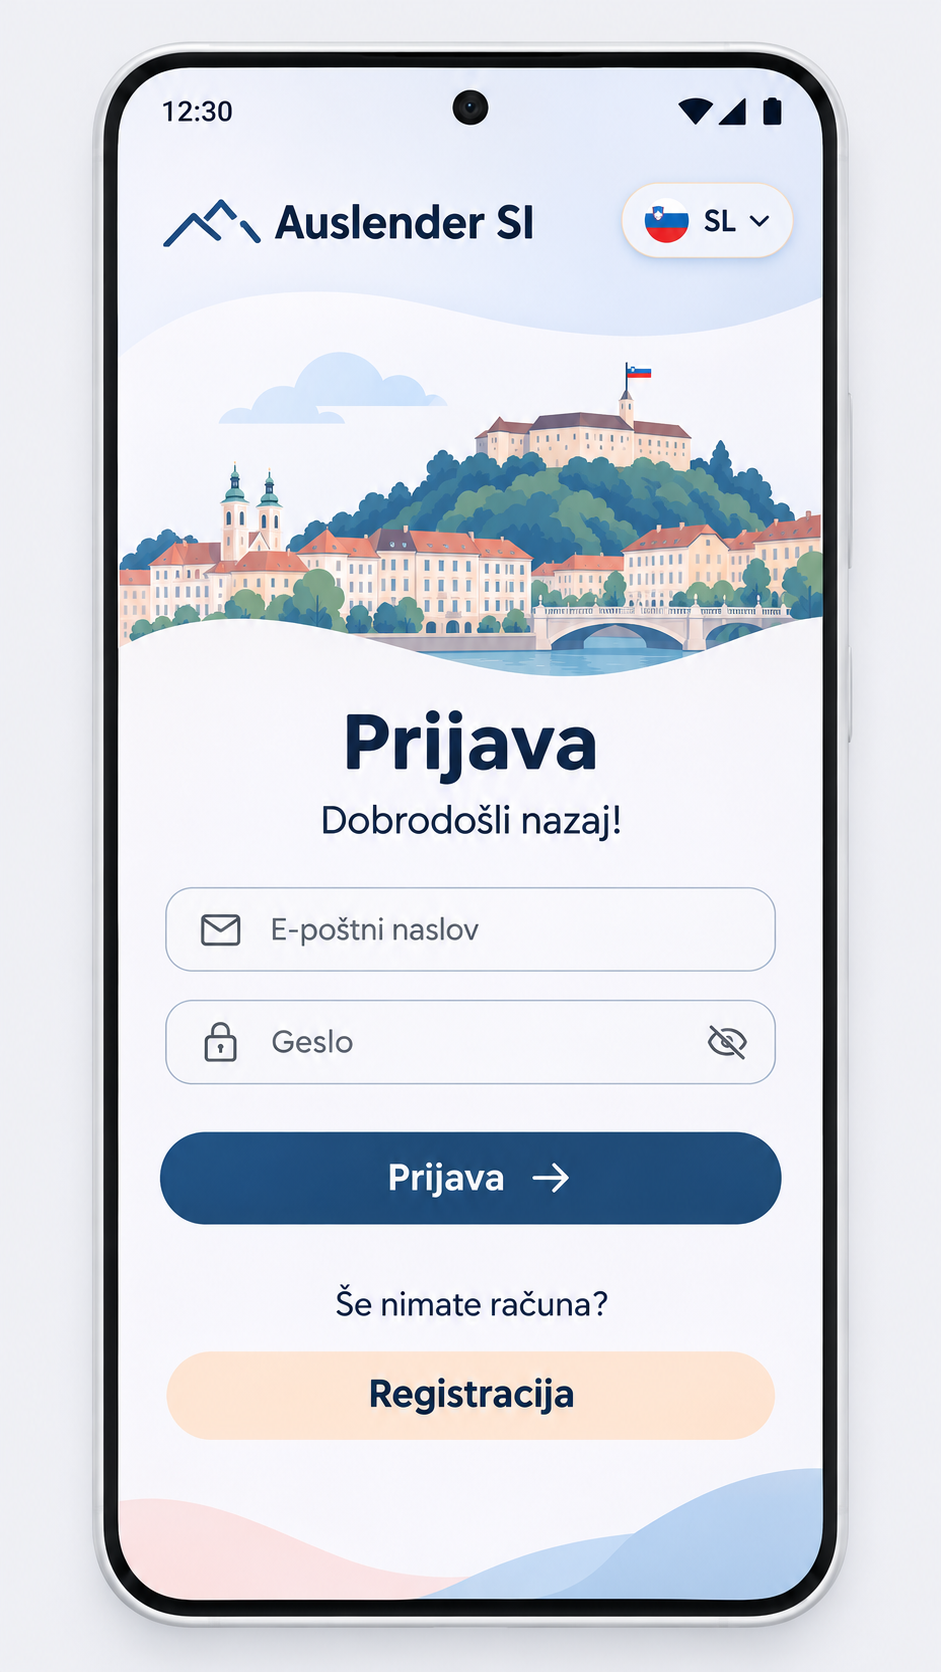 12:30
Auslender SI
SL
Prijava
Dobrodošli nazaj!
E-poštni naslov
Geslo
Prijava
Še nimate računa?
Registracija